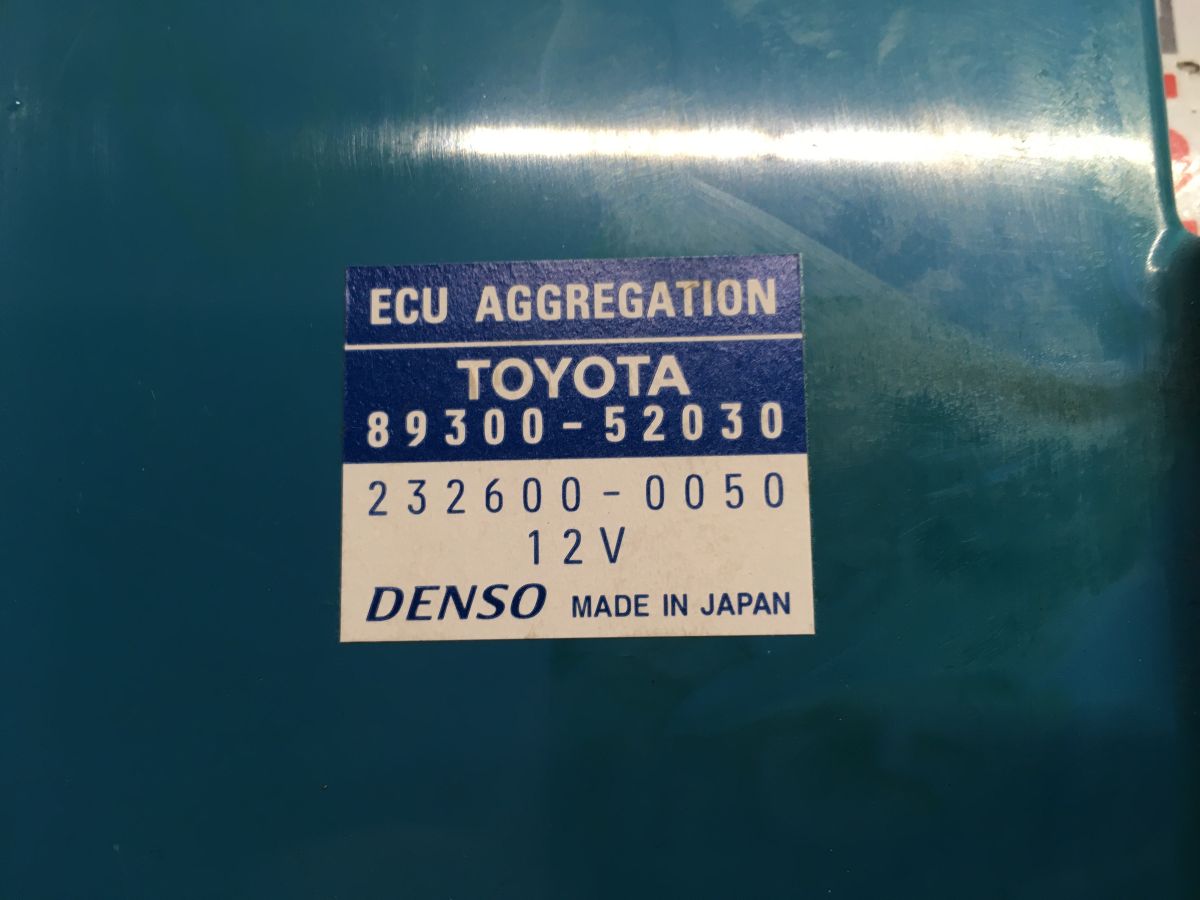 ECU AGGREGATION
TOYOTA
89300-52030
232600-0050
12V
DENSO MADE IN JAPAN